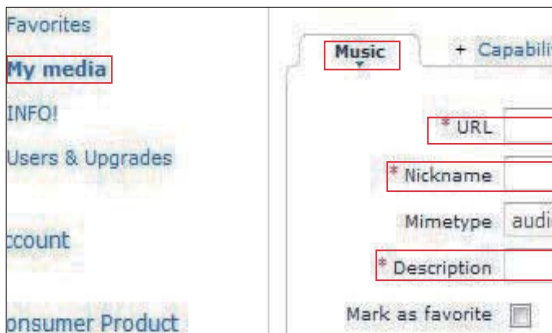 Favorites
My media
INFO!
Users & Upgrades
ccount
onsumer Product
Music
+ Capabili
* URL
* Nickname
Mimetype audi
* Description
Mark as favorite